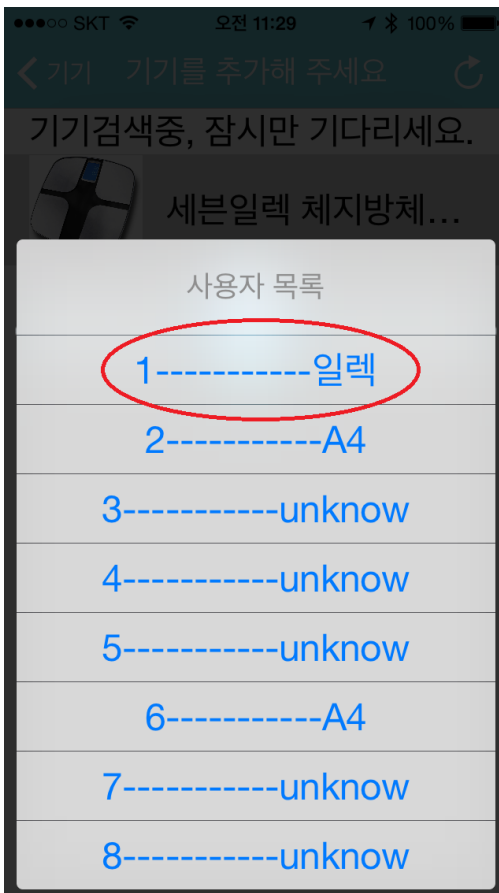 ●●●○○ SKT 오전 11:29 100%
기기 기기를 추가해 주세요
기기검색중, 잠시만 기다리세요.
세븐일렉 체지방체...
사용자 목록
1-----------일렉
2-----------A4
3-----------unknow
4-----------unknow
5-----------unknow
6-----------A4
7-----------unknow
8-----------unknow